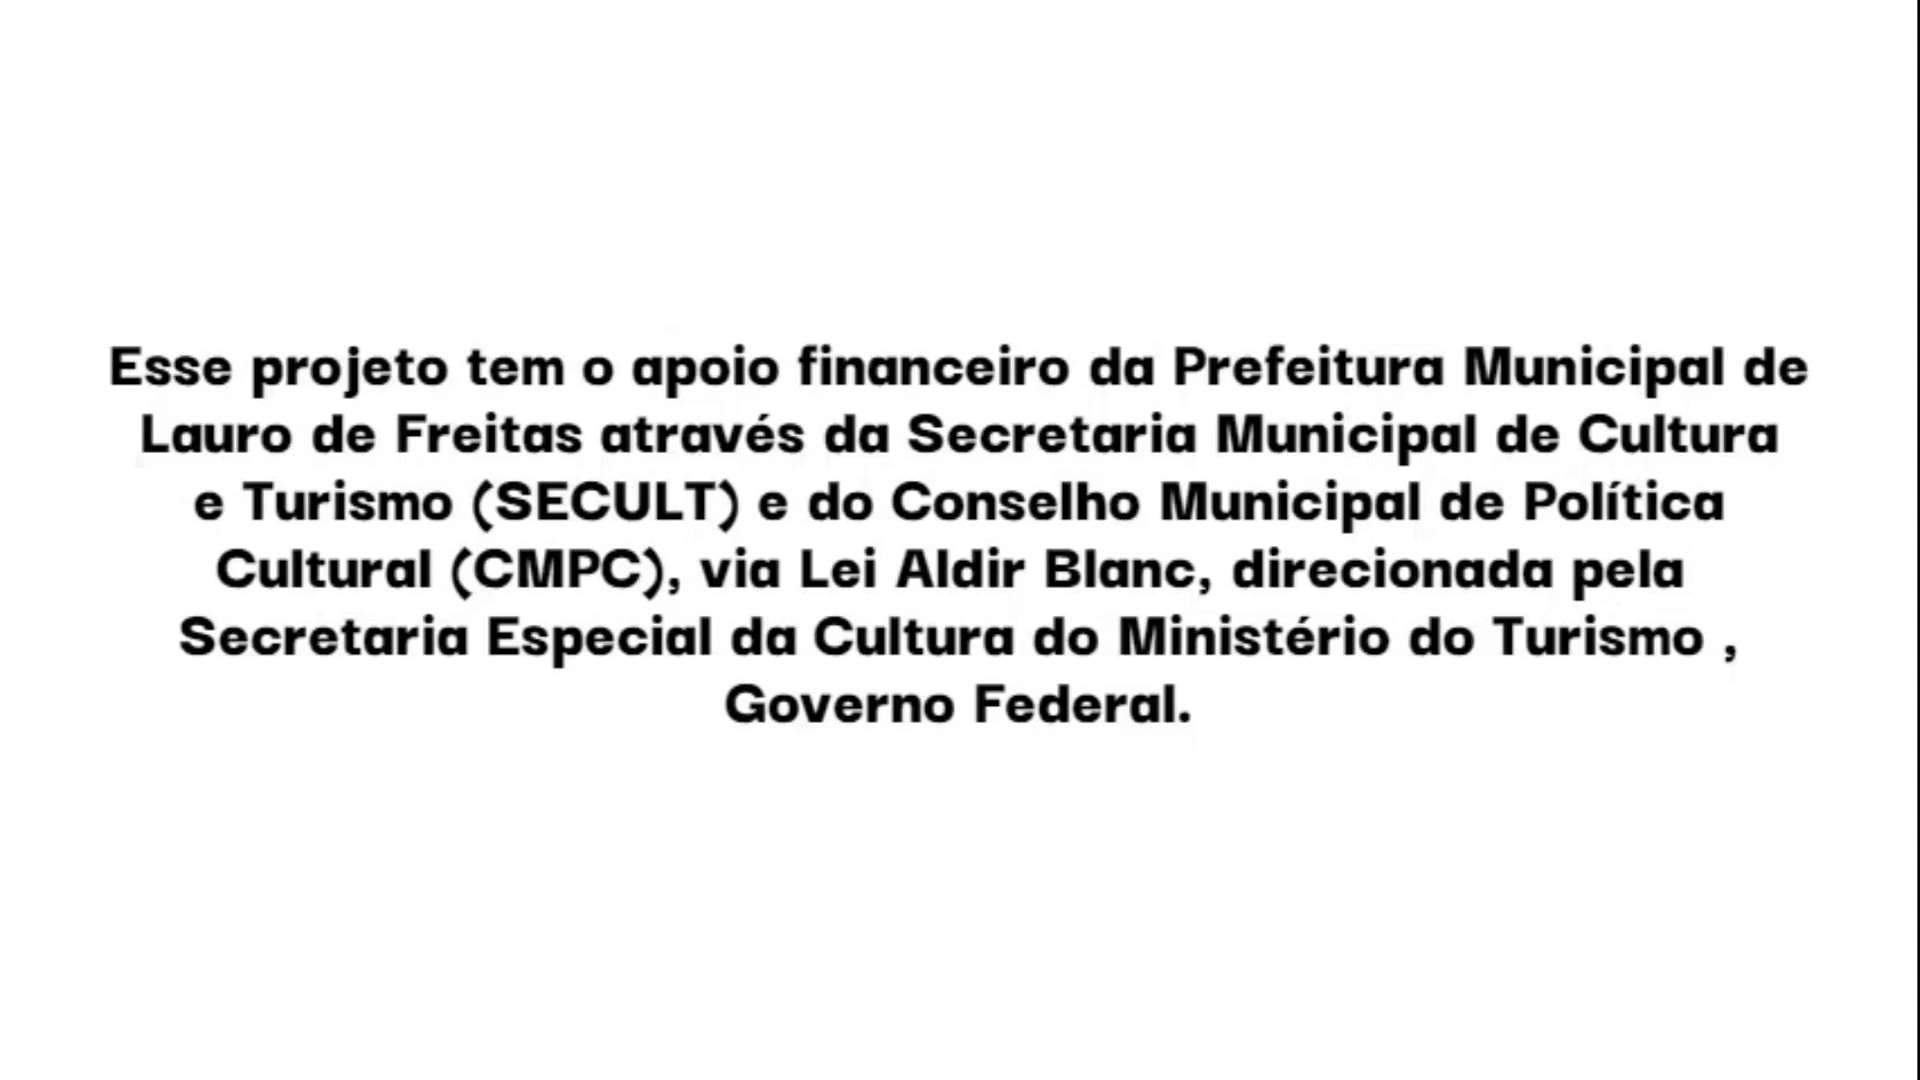 Esse projeto tem o apoio financeiro da Prefeitura Municipal de
Lauro de Freitas através da Secretaria Municipal de Cultura
e Turismo (SECULT) e do Conselho Municipal de Política
Cultural (CMPC), via Lei Aldir Blanc, direcionada pela
Secretaria Especial da Cultura do Ministério do Turismo ,
Governo Federal.